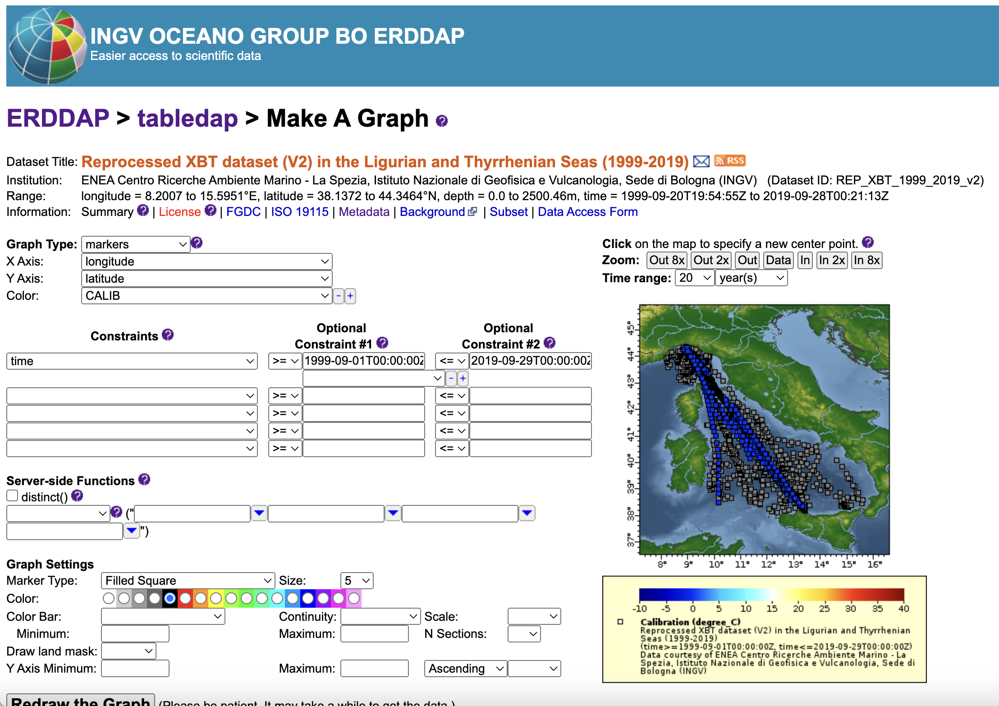 INGV OCEANO GROUP BO ERDDAP
Easier access to scientific data
ERDDAP > tabledap > Make A Graph ?
Dataset Title: Reprocessed XBT dataset (V2) in the Ligurian and Thyrrhenian Seas (1999-2019) RSS
Institution: ENEA Centro Ricerche Ambiente Marino - La Spezia, Istituto Nazionale di Geofisica e Vulcanologia, Sede di Bologna (INGV) (Dataset ID: REP_XBT_1999_2019_v2)
Range: longitude = 8.2007 to 15.5951°E, latitude = 38.1372 to 44.3464°N, depth = 0.0 to 2500.46m, time = 1999-09-20T19:54:55Z to 2019-09-28T00:21:13Z
Information: Summary ? | License ? | FGDC | ISO 19115 | Metadata | Background | Subset | Data Access Form
Graph Type: markers ?
X Axis: longitude
Y Axis: latitude
Color: CALIB - +
Constraints ? Optional Constraint #1 ? Optional Constraint #2 ?
time >= 1999-09-01T00:00:00Z <= 2019-09-29T00:00:00Z
- +
>= <=
>= <=
>= <=
>= <=
Server-side Functions ?
distinct() ?
? ("
")
Graph Settings
Marker Type: Filled Square Size: 5
Color:
Color Bar: Continuity: Scale:
Minimum: Maximum: N Sections:
Draw land mask:
Y Axis Minimum: Maximum: Ascending
Redraw the Graph (Please be patient. It may take a while to get the data.)
Click on the map to specify a new center point. ?
Zoom: Out 8x Out 2x Out Data In In 2x In 8x
Time range: 20 year(s)
45°
44°
43°
42°
41°
40°
39°
38°
37°
8° 9° 10° 11° 12° 13° 14° 15° 16°
-10 -5 0 5 10 15 20 25 30 35 40
Calibration (degree_C)
Reprocessed XBT dataset (V2) in the Ligurian and Thyrrhenian
Seas (1999-2019)
(time>=1999-09-01T00:00:00Z, time<=2019-09-29T00:00:00Z)
Data courtesy of ENEA Centro Ricerche Ambiente Marino - La
Spezia, Istituto Nazionale di Geofisica e Vulcanologia, Sede di
Bologna (INGV)